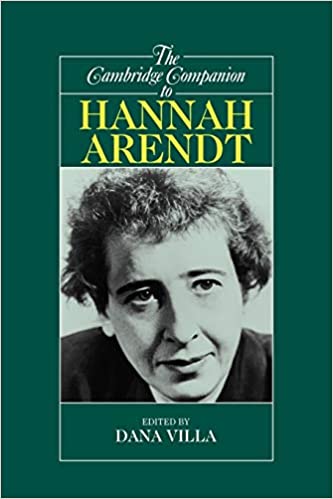 The
Cambridge Companion
to
HANNAH
ARENDT
EDITED BY
DANA VILLA